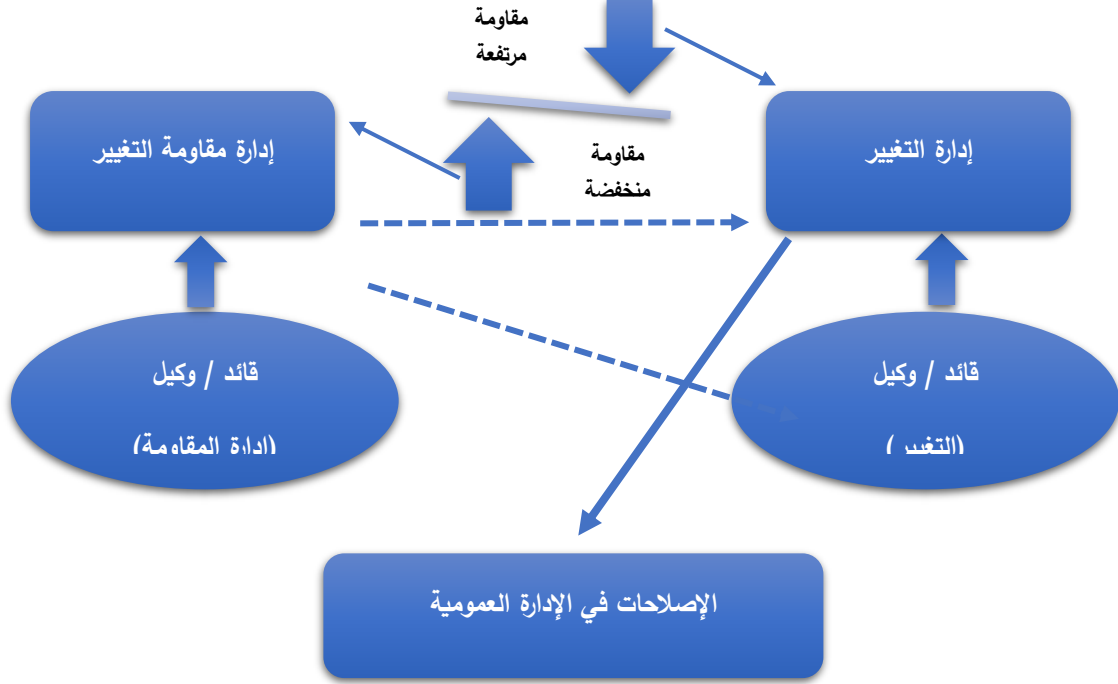 مقاومة
مرتفعة
إدارة التغيير
إدارة مقاومة التغيير
مقاومة
منخفضة
قائد / وكيل
(التغيير )
قائد / وكيل
(ادارة المقاومة)
الإصلاحات في الإدارة العمومية